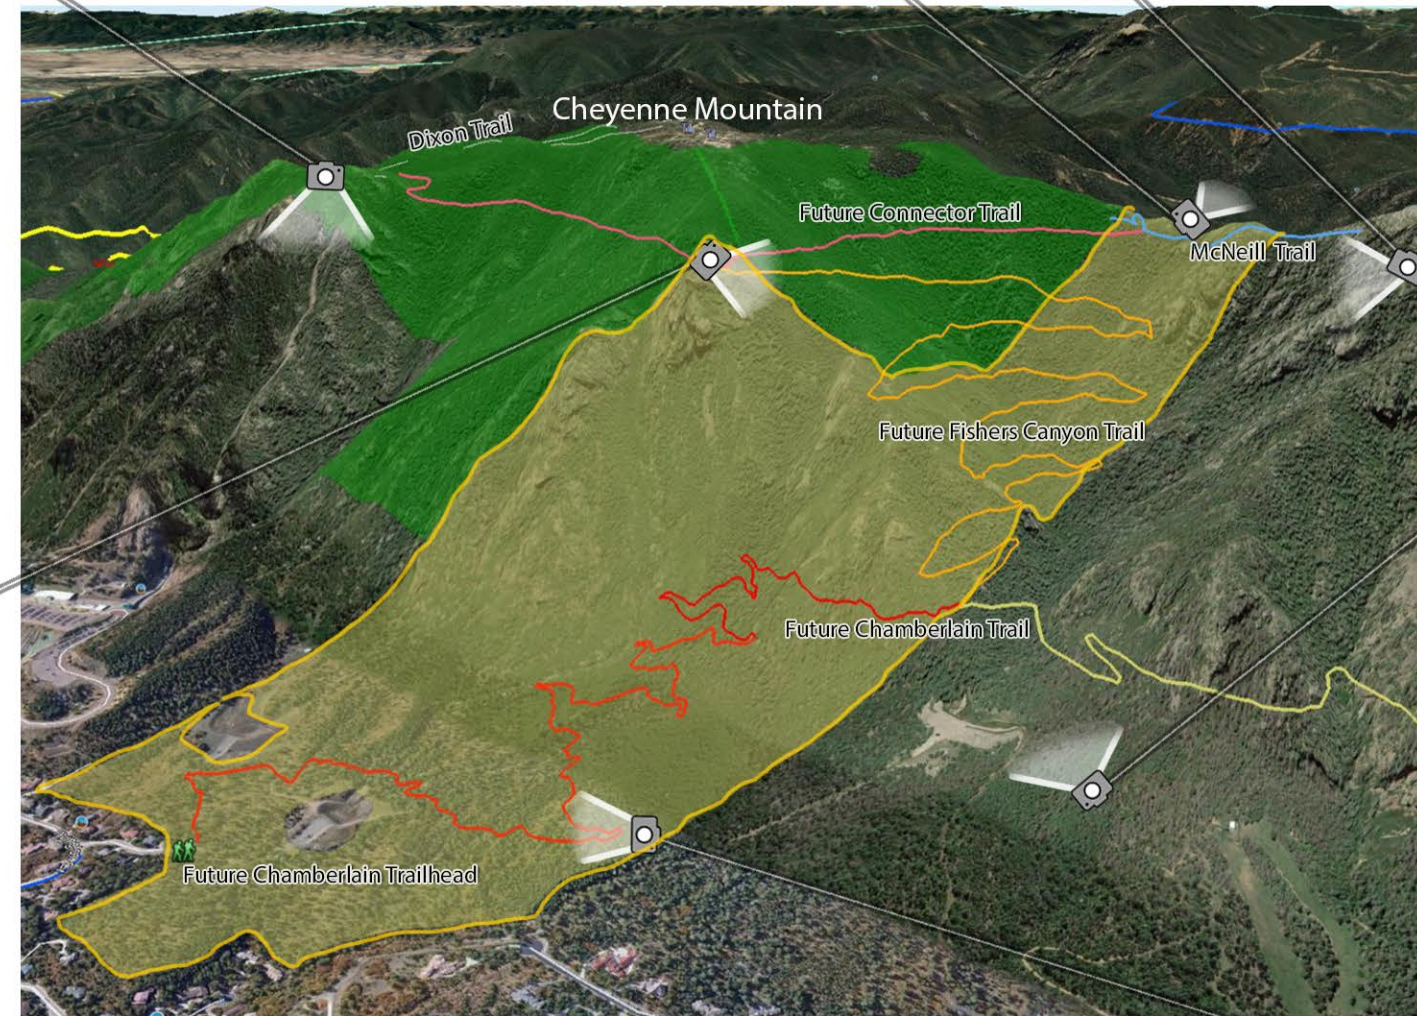 Cheyenne Mountain
Dixon Trail
Future Connector Trail
McNeill Trail
Future Fishers Canyon Trail
Future Chamberlain Trail
Future Chamberlain Trailhead